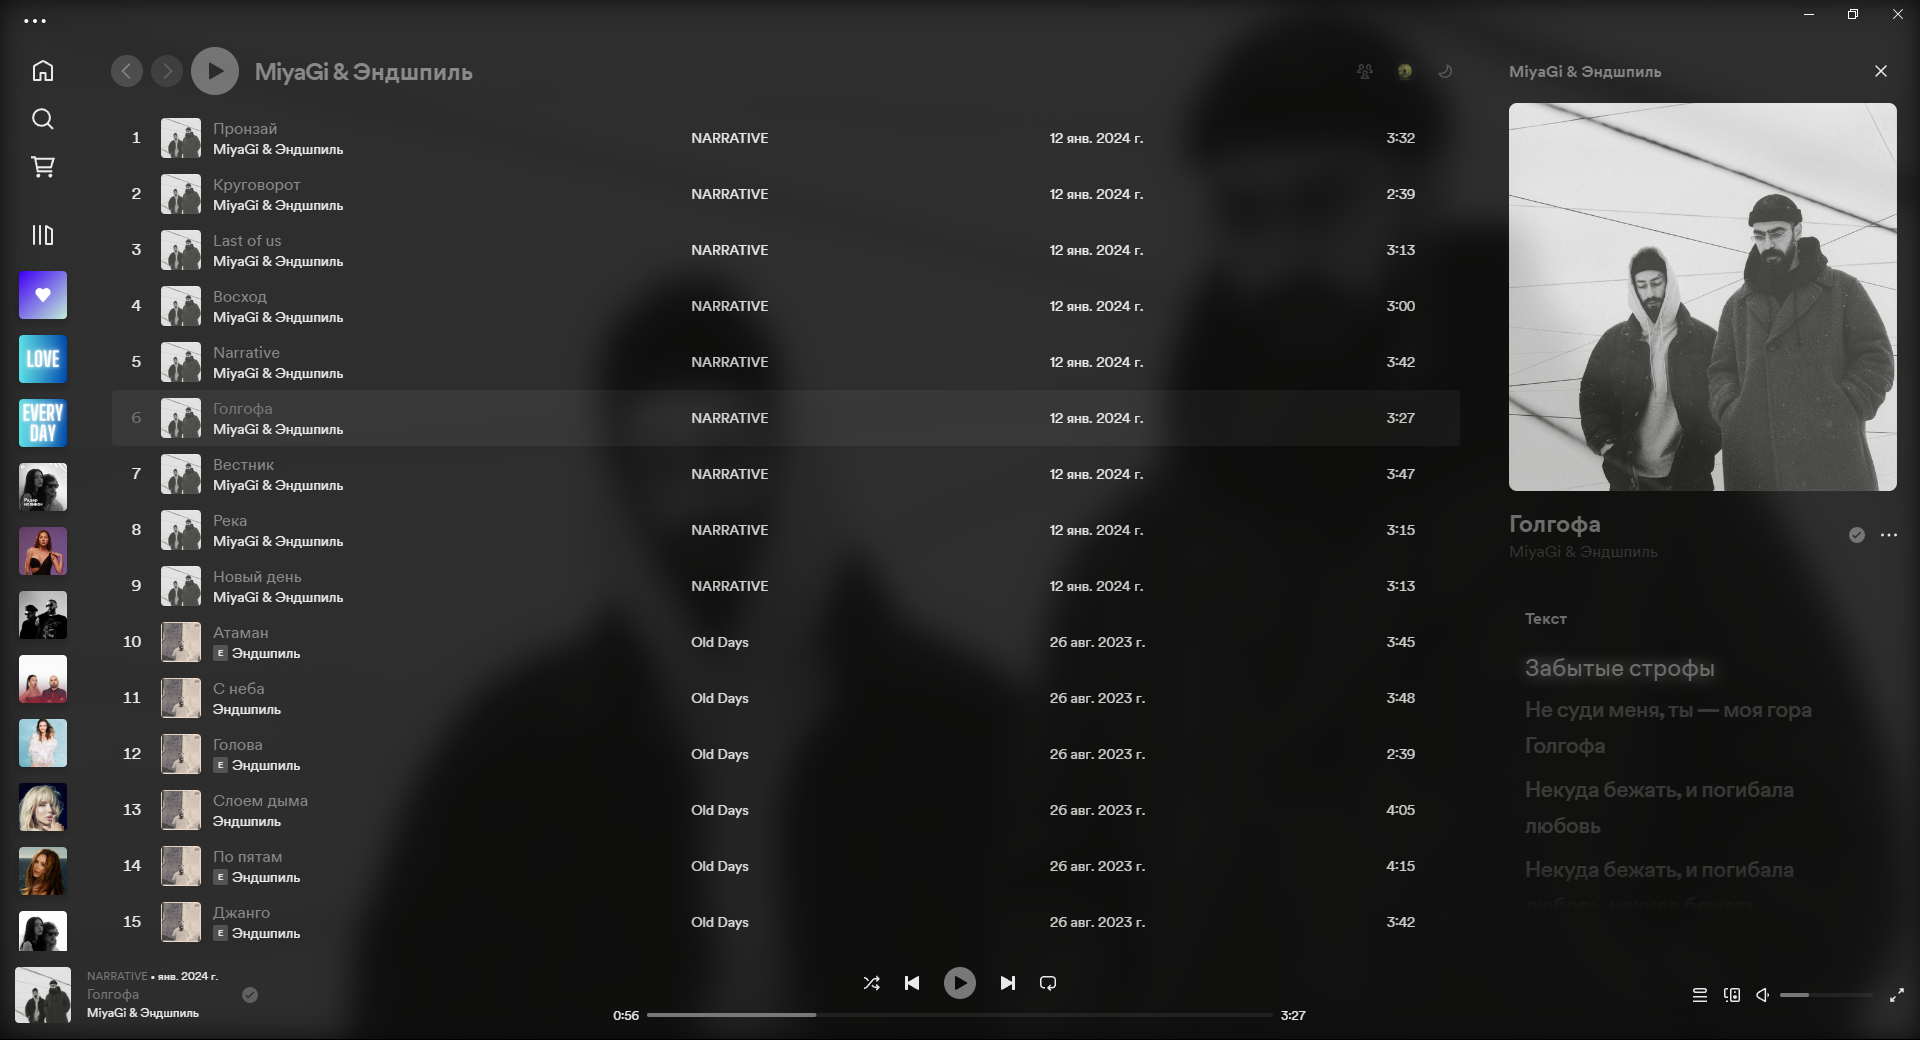 MiyaGi & Эндшпиль
1 Пронзай NARRATIVE 12 янв. 2024 г. 3:32
MiyaGi & Эндшпиль
2 Круговорот NARRATIVE 12 янв. 2024 г. 2:39
MiyaGi & Эндшпиль
3 Last of us NARRATIVE 12 янв. 2024 г. 3:13
MiyaGi & Эндшпиль
4 Восход NARRATIVE 12 янв. 2024 г. 3:00
MiyaGi & Эндшпиль
5 Narrative NARRATIVE 12 янв. 2024 г. 3:42
MiyaGi & Эндшпиль
6 Голгофа NARRATIVE 12 янв. 2024 г. 3:27
MiyaGi & Эндшпиль
7 Вестник NARRATIVE 12 янв. 2024 г. 3:47
MiyaGi & Эндшпиль
8 Река NARRATIVE 12 янв. 2024 г. 3:15
MiyaGi & Эндшпиль
9 Новый день NARRATIVE 12 янв. 2024 г. 3:13
MiyaGi & Эндшпиль
10 Атаман Old Days 26 авг. 2023 г. 3:45
E Эндшпиль
11 С неба Old Days 26 авг. 2023 г. 3:48
Эндшпиль
12 Голова Old Days 26 авг. 2023 г. 2:39
E Эндшпиль
13 Слоем дыма Old Days 26 авг. 2023 г. 4:05
Эндшпиль
14 По пятам Old Days 26 авг. 2023 г. 4:15
E Эндшпиль
15 Джанго Old Days 26 авг. 2023 г. 3:42
E Эндшпиль
LOVE
EVERY
DAY
Радар
новинок
MiyaGi & Эндшпиль
Голгофа
MiyaGi & Эндшпиль
Текст
Забытые строфы
Не суди меня, ты — моя гора
Голгофа
Некуда бежать, и погибала
любовь
Некуда бежать, и погибала
любовь, некуда бежать
NARRATIVE • янв. 2024 г.
Голгофа
MiyaGi & Эндшпиль
0:56 3:27